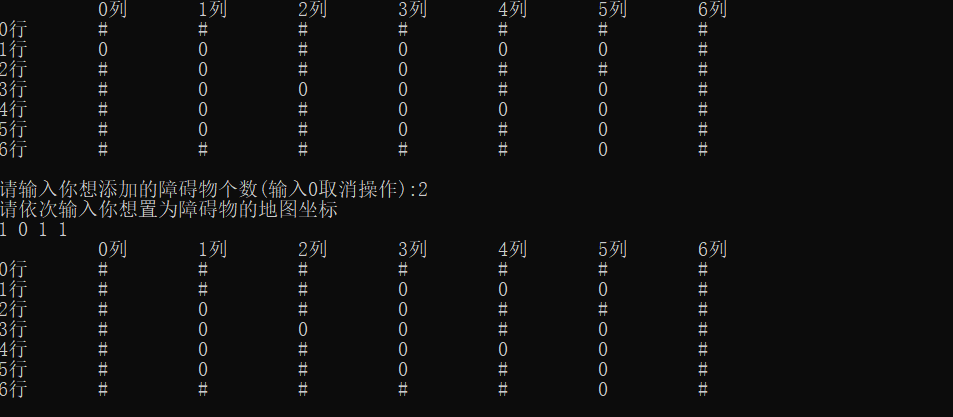 0列 1列 2列 3列 4列 5列 6列
0行 # # # # # # #
1行 0 0 # 0 0 0 #
2行 # 0 # 0 # # #
3行 # 0 0 0 # 0 #
4行 # 0 # 0 0 0 #
5行 # 0 # 0 # 0 #
6行 # # # # # 0 #
请输入你想添加的障碍物个数(输入0取消操作):2
请依次输入你想置为障碍物的地图坐标
1 0 1 1
0列 1列 2列 3列 4列 5列 6列
0行 # # # # # # #
1行 # # # 0 0 0 #
2行 # 0 # 0 # # #
3行 # 0 0 0 # 0 #
4行 # 0 # 0 0 0 #
5行 # 0 # 0 # 0 #
6行 # # # # # 0 #